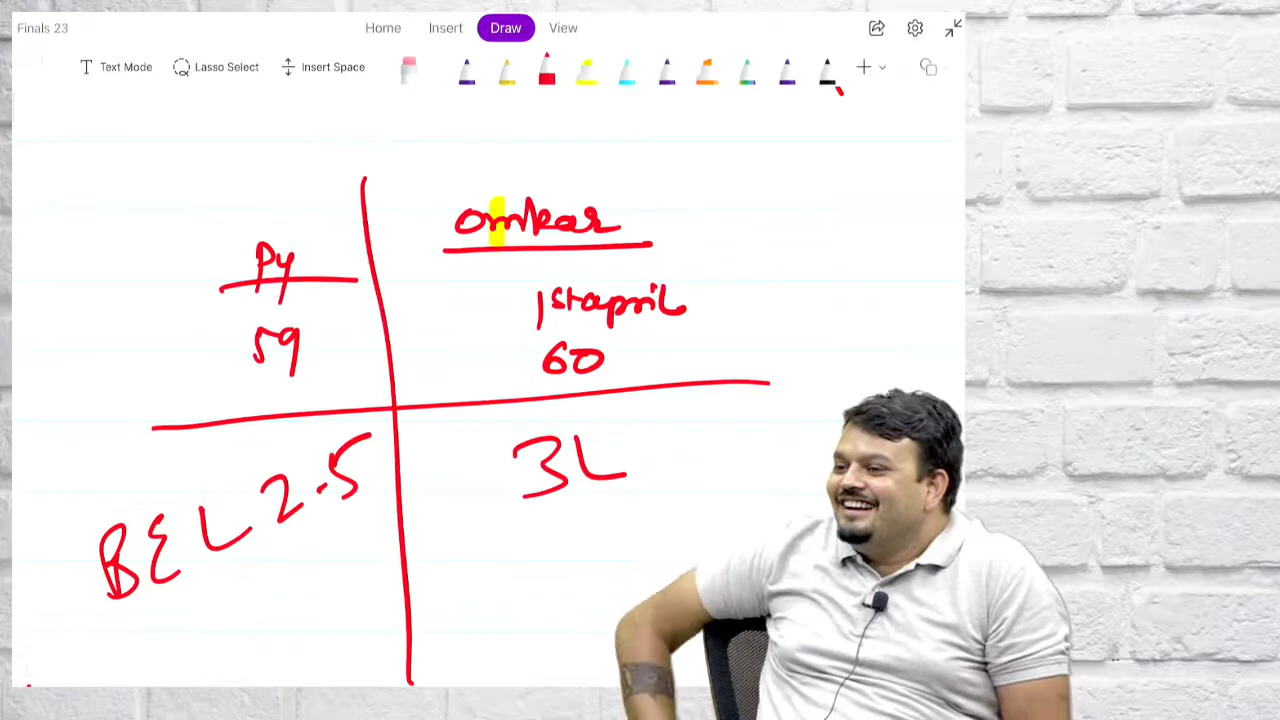 Finals 23
Home Insert Draw View
Text Mode Lasso Select Insert Space
omkar
Py
1st april
59
60
BEL 2.5
3L